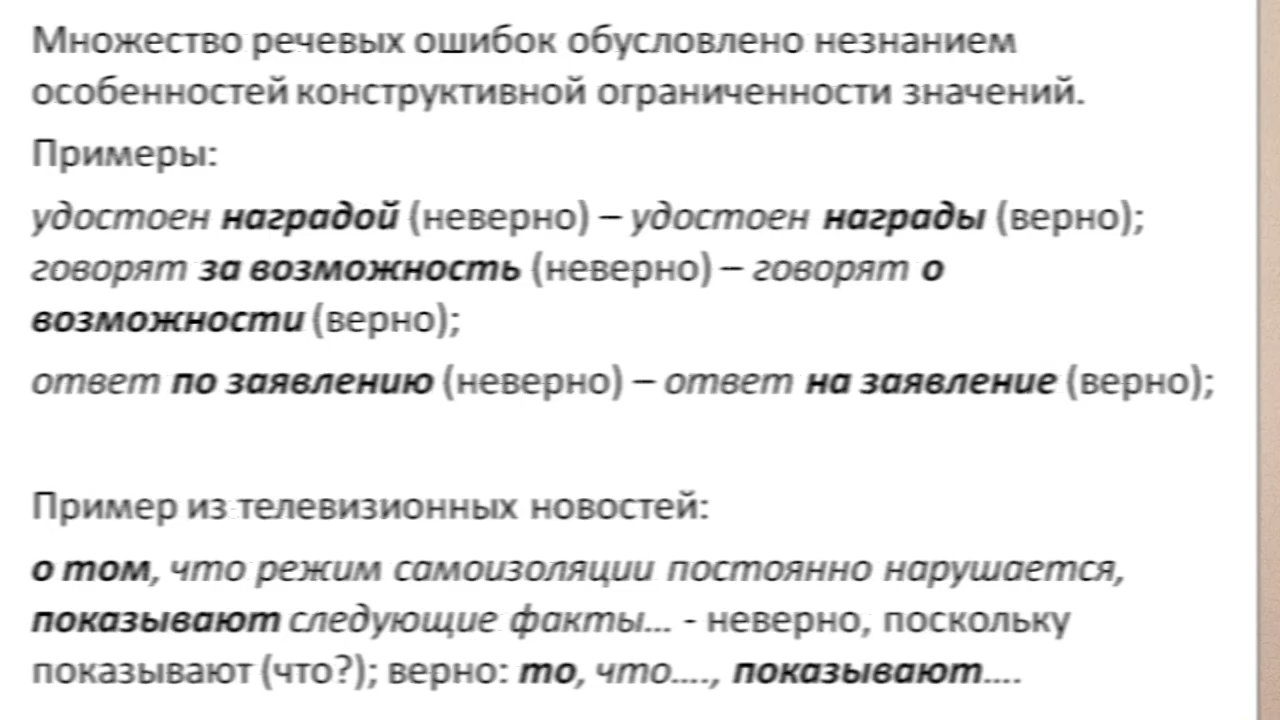 Множество речевых ошибок обусловлено незнанием
особенностей конструктивной ограниченности значений.
Примеры:
удостоен наградой (неверно) – удостоен награды (верно);
говорят за возможность (неверно) – говорят о
возможности (верно);
ответ по заявлению (неверно) – ответ на заявление (верно);
Пример из телевизионных новостей:
о том, что режим самоизоляции постоянно нарушается,
показывают следующие факты... - неверно, поскольку
показывают (что?); верно: то, что...., показывают....